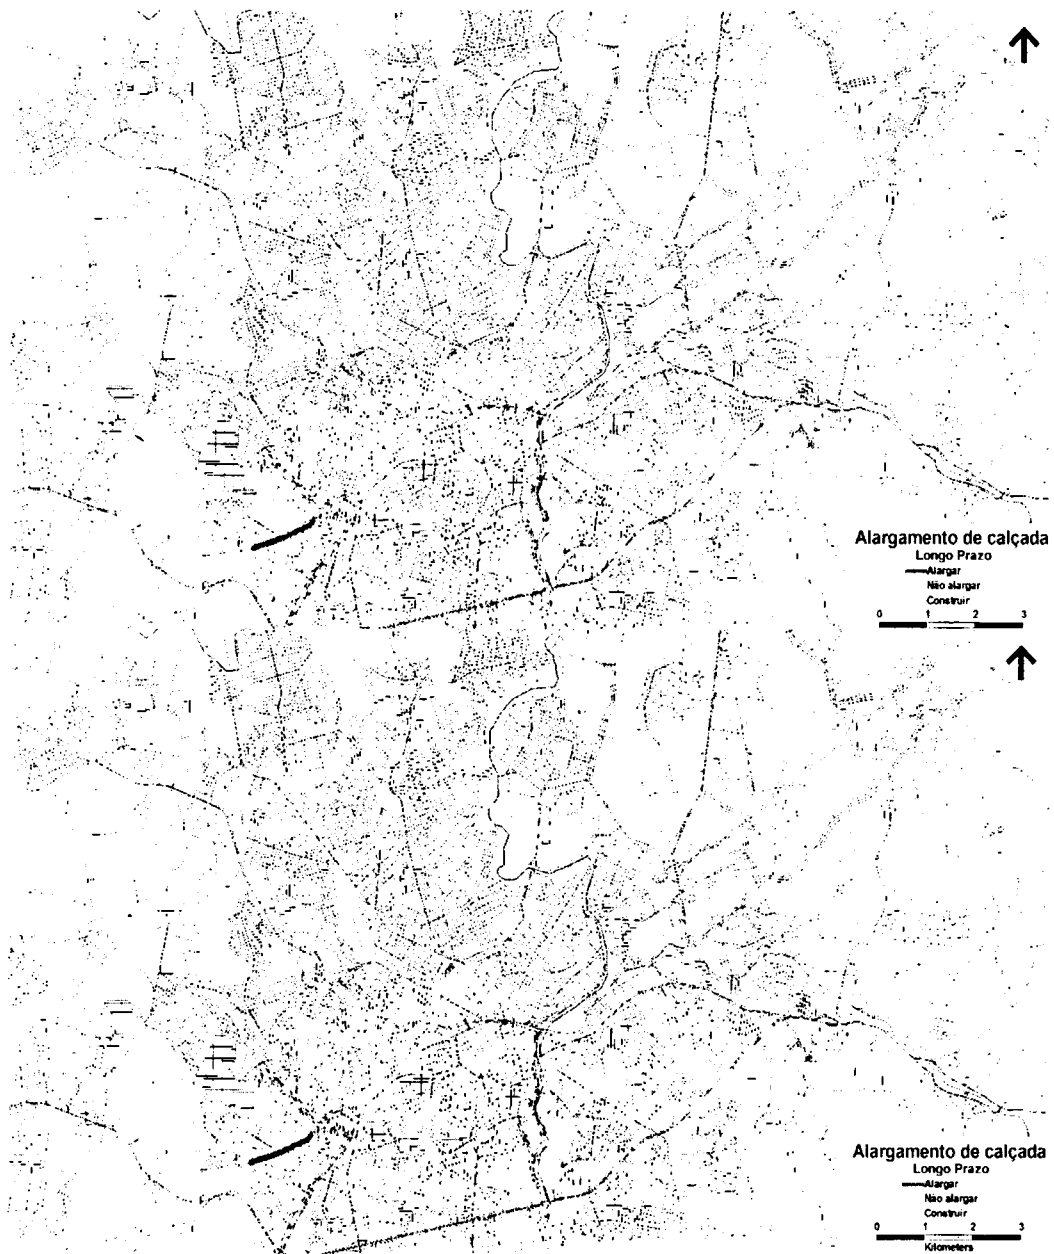 Alargamento de calçada
Longo Prazo
Alargar
Não alargar
Construir
0 1 2 3
Alargamento de calçada
Longo Prazo
Alargar
Não alargar
Construir
0 1 2 3
Kilometers